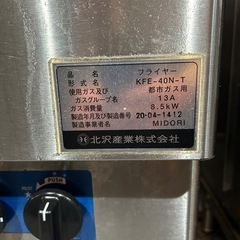 フライヤー
形式名 KFE-40N-T
使用ガス及び 都市ガス用
ガスグループ名 13A
ガス消費量 8.5kW
製造年月及び製造番号 20-04-1412
製造事業者名 MIDORI
北沢産業株式会社
PUSH